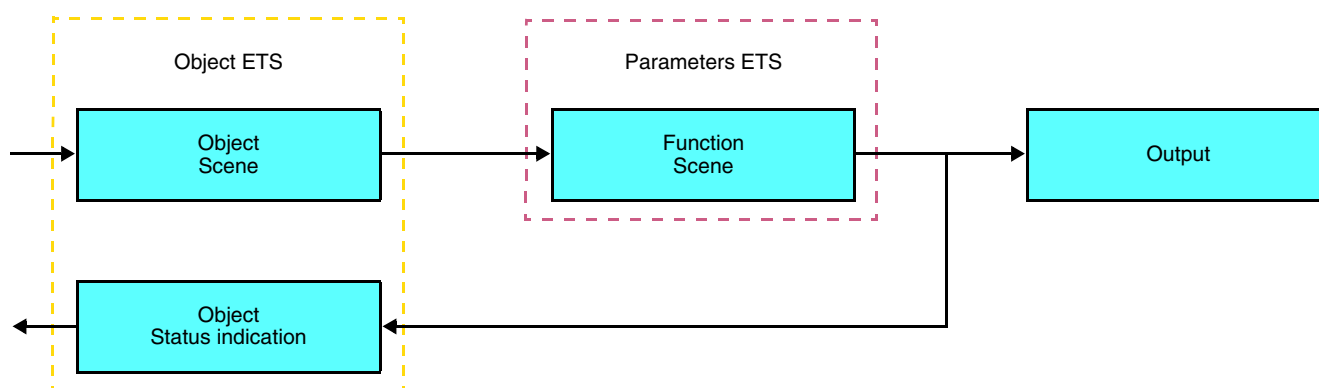 Object ETS
Parameters ETS
Object
Scene
Function
Scene
Output
Object
Status indication